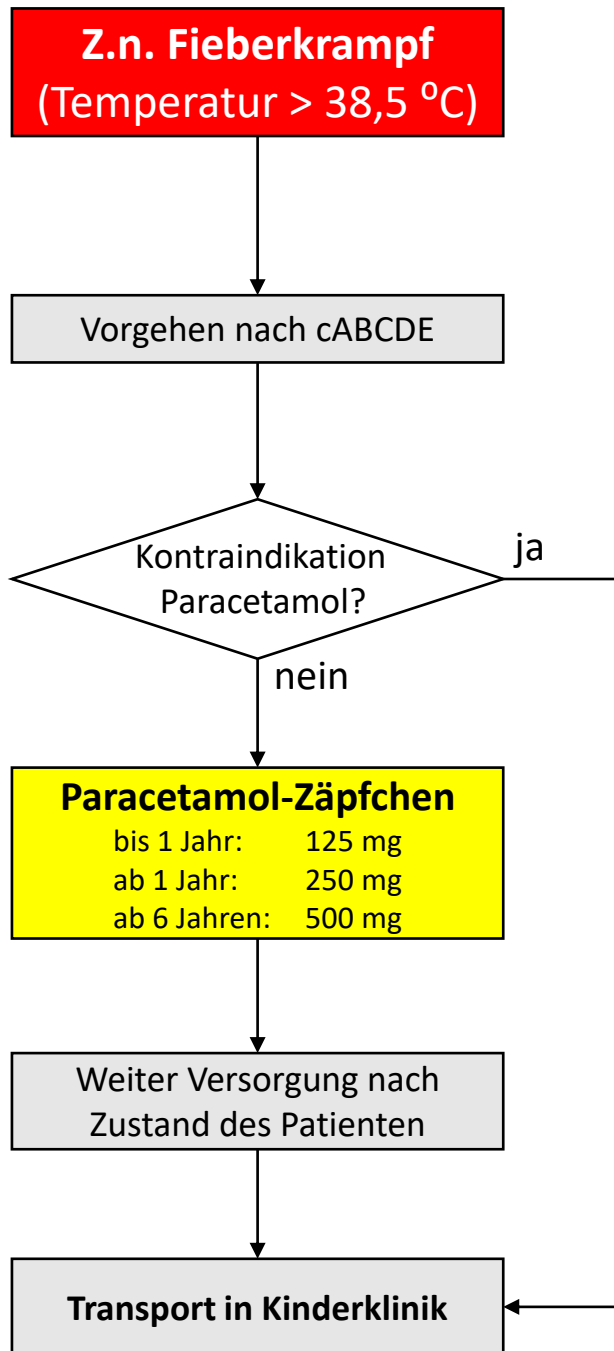 Z.n. Fieberkrampf
(Temperatur > 38,5 ⁰C)
Vorgehen nach cABCDE
Kontraindikation
Paracetamol?
ja
nein
Paracetamol-Zäpfchen
bis 1 Jahr: 125 mg
ab 1 Jahr: 250 mg
ab 6 Jahren: 500 mg
Weiter Versorgung nach
Zustand des Patienten
Transport in Kinderklinik